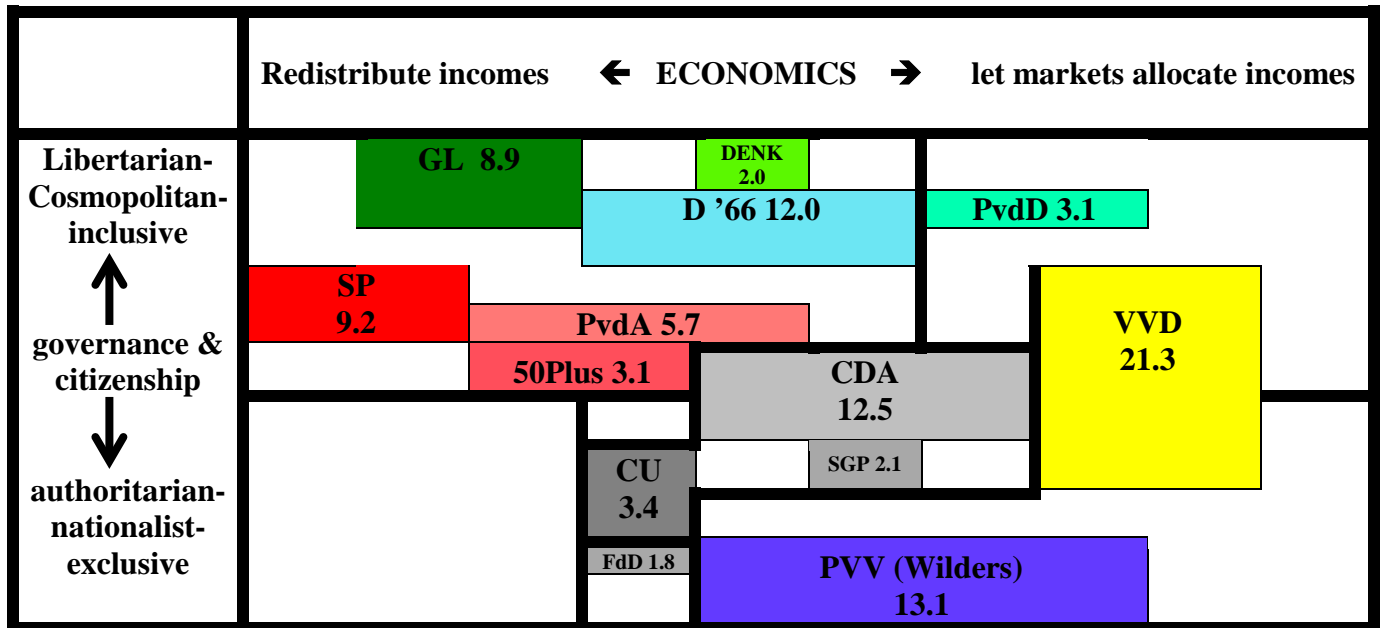 Redistribute incomes 🡸 ECONOMICS 🡺 let markets allocate incomes
Libertarian-
Cosmopolitan-
inclusive
governance &
citizenship
authoritarian-
nationalist-
exclusive
GL 8.9
DENK
2.0
D ’66 12.0
PvdD 3.1
SP
9.2
PvdA 5.7
VVD
21.3
50Plus 3.1
CDA
12.5
CU
3.4
SGP 2.1
FdD 1.8
PVV (Wilders)
13.1